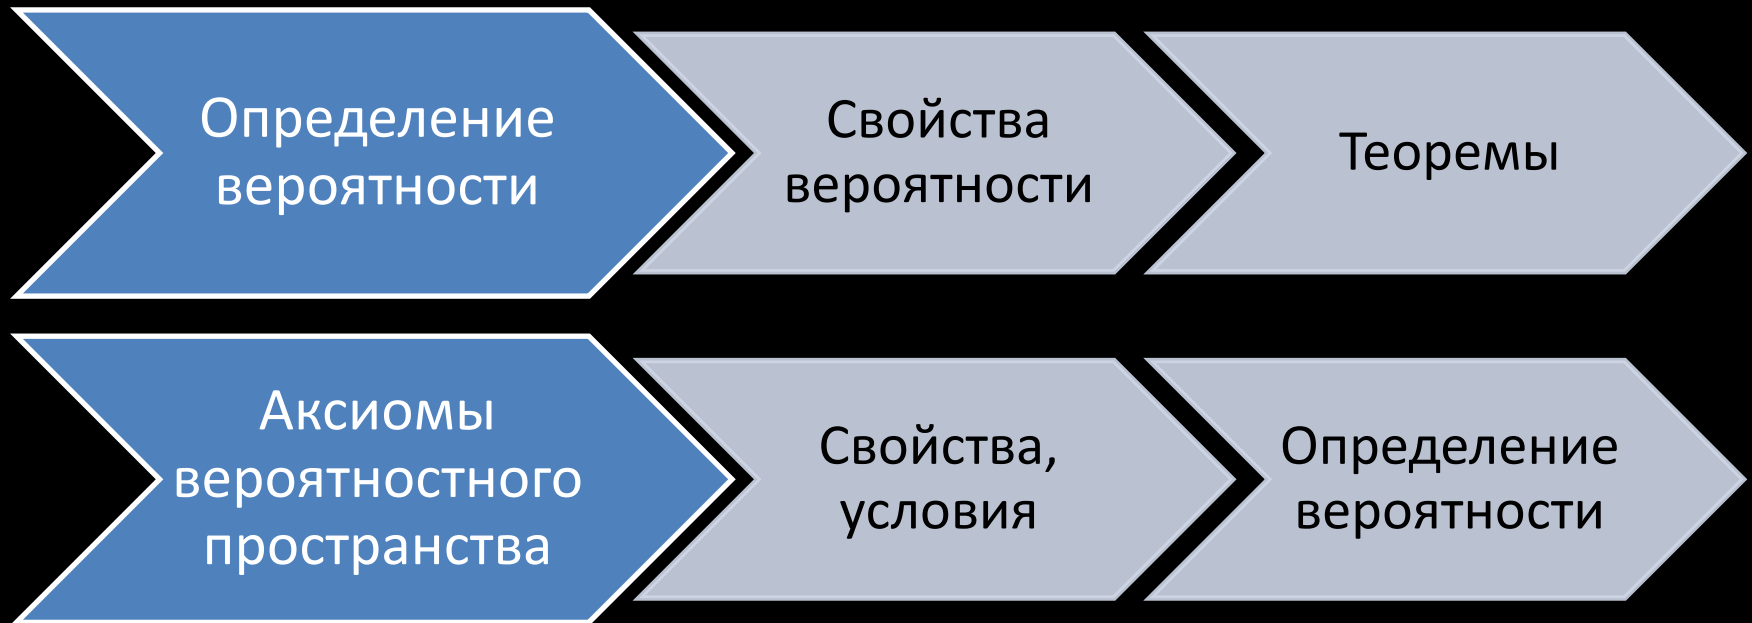 Определение
вероятности
Свойства
вероятности
Теоремы
Аксиомы
вероятностного
пространства
Свойства,
условия
Определение
вероятности